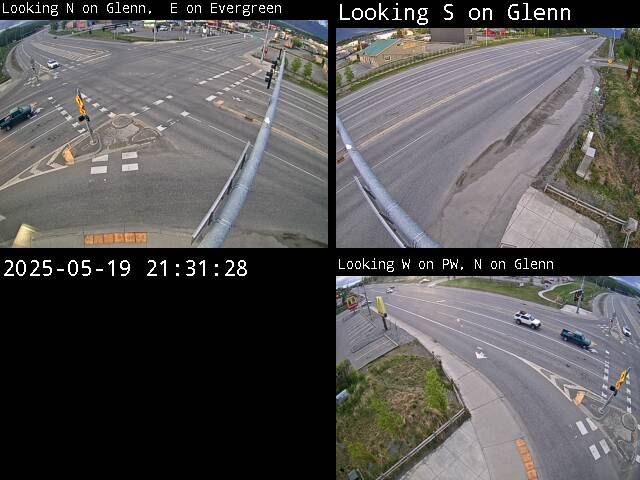 Looking N on Glenn,  E on Evergreen
Looking S on Glenn
2025-05-19 21:31:28
Looking W on PW, N on Glenn